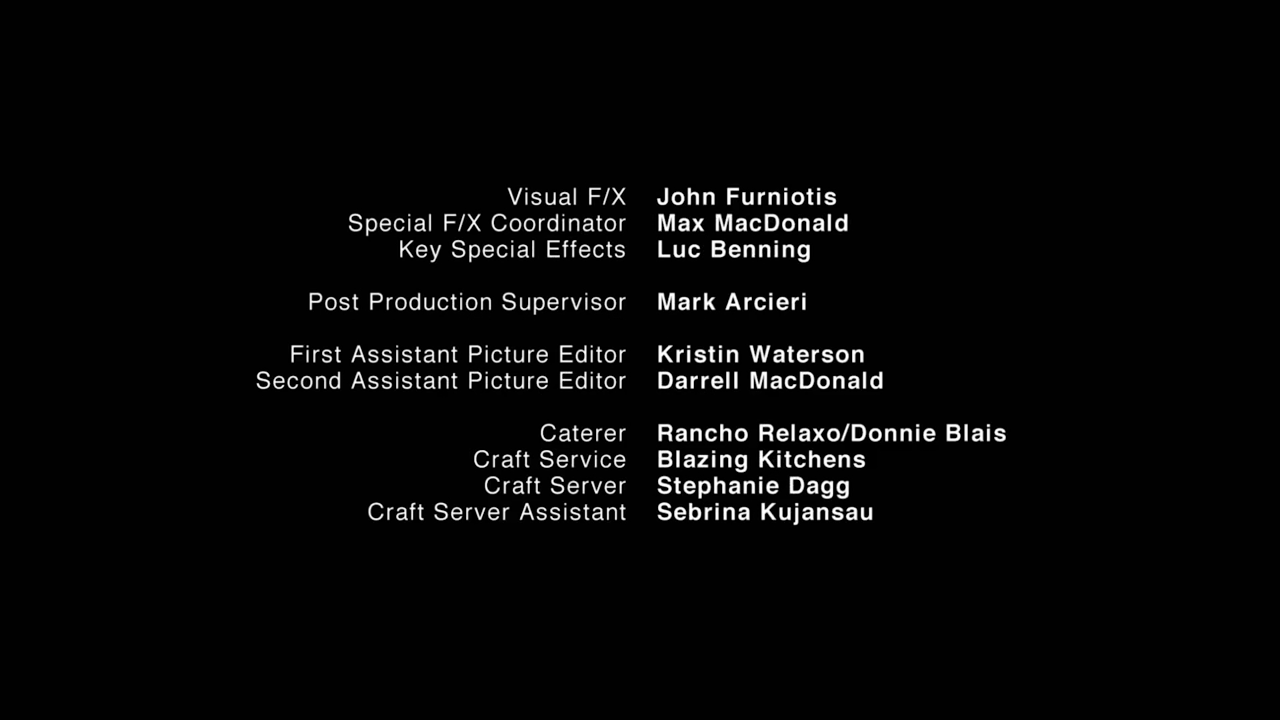 Visual F/X John Furniotis
Special F/X Coordinator Max MacDonald
Key Special Effects Luc Benning
Post Production Supervisor Mark Arcieri
First Assistant Picture Editor Kristin Waterson
Second Assistant Picture Editor Darrell MacDonald
Caterer Rancho Relaxo/Donnie Blais
Craft Service Blazing Kitchens
Craft Server Stephanie Dagg
Craft Server Assistant Sebrina Kujansau